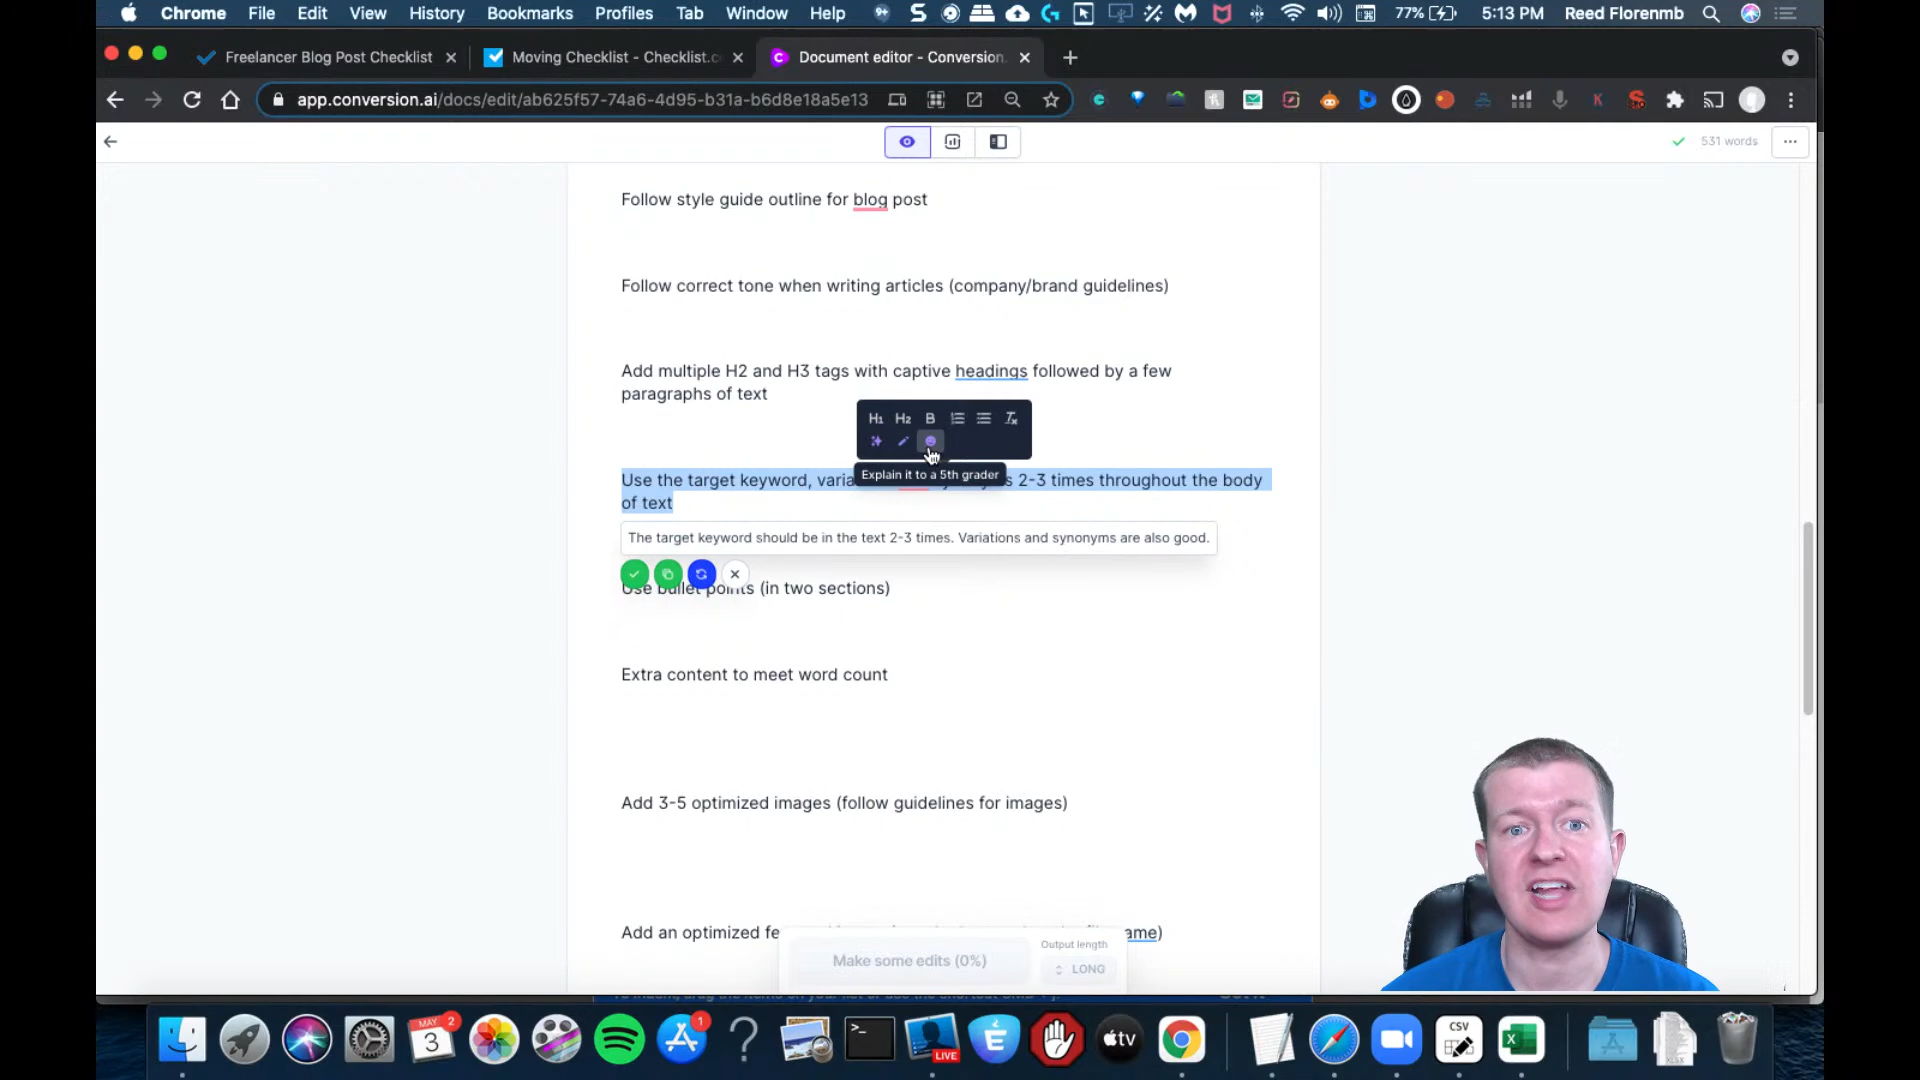 Chrome File Edit View History Bookmarks Profiles Tab Window Help 77% 5:13 PM Reed Florenmb
Freelancer Blog Post Checklist Moving Checklist - Checklist.c Document editor - Conversion.
app.conversion.ai/docs/edit/ab625f57-74a6-4d95-b31a-b6d8e18a5e13
531 words
Follow style guide outline for blog post
Follow correct tone when writing articles (company/brand guidelines)
Add multiple H2 and H3 tags with captive headings followed by a few
paragraphs of text
H1 H2 B
Explain it to a 5th grader
Use the target keyword, varia s 2-3 times throughout the body
of text
The target keyword should be in the text 2-3 times. Variations and synonyms are also good.
Use bullet points (in two sections)
Extra content to meet word count
Add 3-5 optimized images (follow guidelines for images)
Add an optimized fe ame)
Output length
Make some edits (0%)
LONG
MAY 2
3
1
LIVE
tv
CSV
XLSX